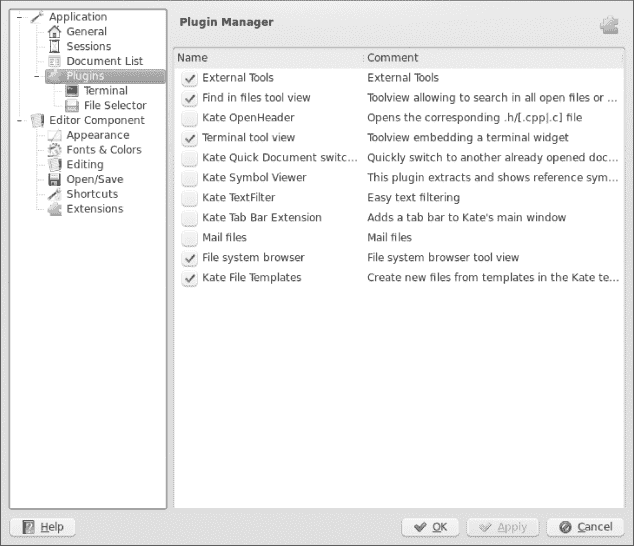 Application
General
Sessions
Document List
Plugins
Terminal
File Selector
Editor Component
Appearance
Fonts & Colors
Editing
Open/Save
Shortcuts
Extensions
Plugin Manager
Name Comment
External Tools External Tools
Find in files tool view Toolview allowing to search in all open files or ...
Kate OpenHeader Opens the corresponding .h/[.cpp|.c] file
Terminal tool view Toolview embedding a terminal widget
Kate Quick Document switc... Quickly switch to another already opened doc...
Kate Symbol Viewer This plugin extracts and shows reference sym...
Kate TextFilter Easy text filtering
Kate Tab Bar Extension Adds a tab bar to Kate's main window
Mail files Mail files
File system browser File system browser tool view
Kate File Templates Create new files from templates in the Kate te...
Help OK Apply Cancel